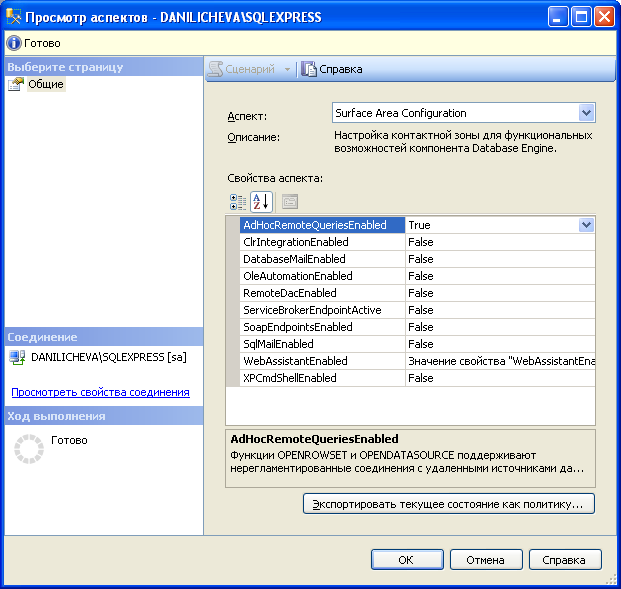 Просмотр аспектов - DANILICHEVA\SQLEXPRESS
Готово
Выберите страницу
Общие
Сценарий
Справка
Аспект:
Surface Area Configuration
Описание:
Настройка контактной зоны для функциональных
возможностей компонента Database Engine.
Свойства аспекта:
AdHocRemoteQueriesEnabled True
ClrIntegrationEnabled False
DatabaseMailEnabled False
OleAutomationEnabled False
RemoteDacEnabled False
ServiceBrokerEndpointActive False
SoapEndpointsEnabled False
SqlMailEnabled False
WebAssistantEnabled Значение свойства "WebAssistantEna
XPCmdShellEnabled False
AdHocRemoteQueriesEnabled
Функции OPENROWSET и OPENDATASOURCE поддерживают
нерегламентированные соединения с удаленными источниками да...
Экспортировать текущее состояние как политику...
Соединение
DANILICHEVA\SQLEXPRESS [sa]
Просмотреть свойства соединения
Ход выполнения
Готово
ОК
Отмена
Справка